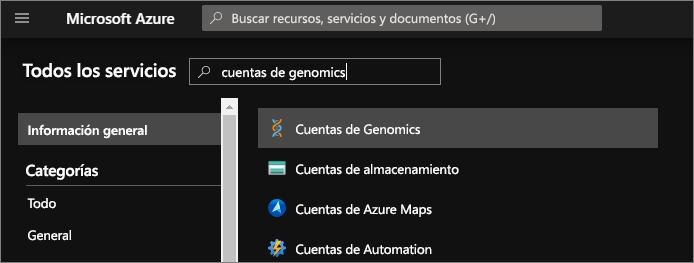 Microsoft Azure
Buscar recursos, servicios y documentos (G+/)
Todos los servicios
cuentas de genomics
Información general
Categorías
Todo
General
Cuentas de Genomics
Cuentas de almacenamiento
Cuentas de Azure Maps
Cuentas de Automation